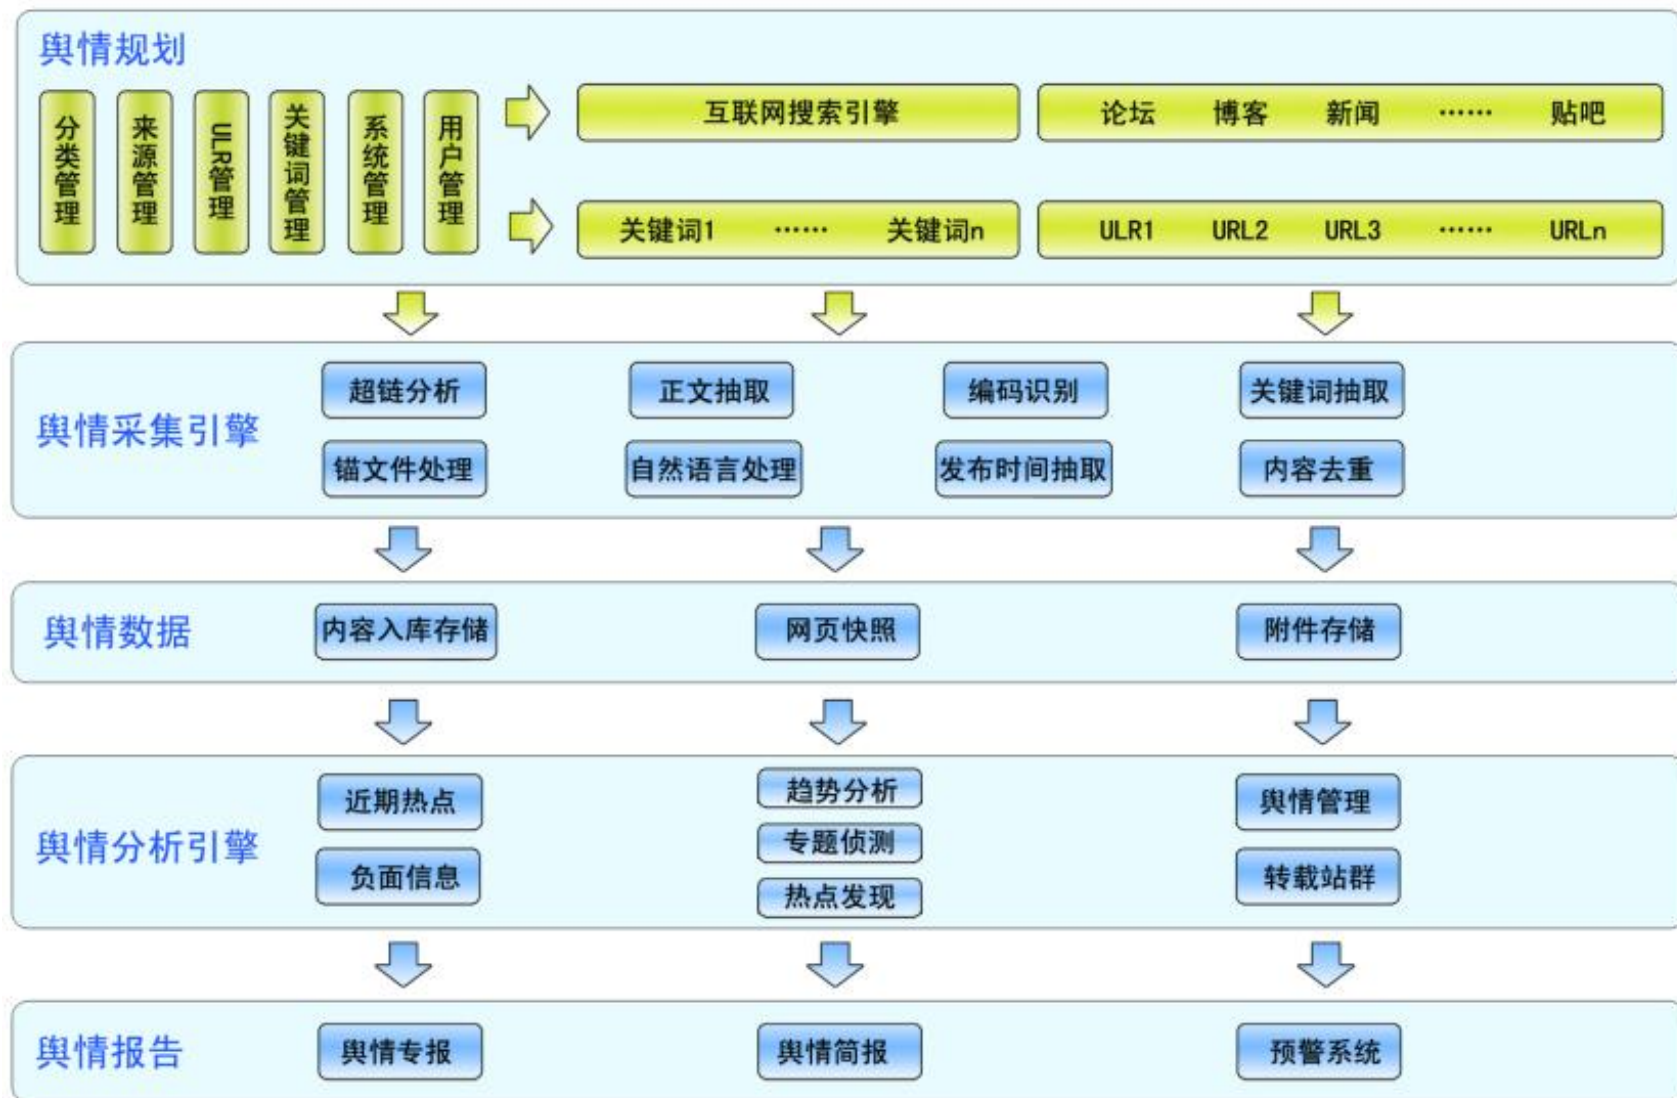 舆情规划
分类管理
来源管理
ULR管理
关键词管理
系统管理
用户管理
互联网搜索引擎
论坛 博客 新闻 …… 贴吧
关键词1 …… 关键词n
ULR1 URL2 URL3 …… URLn
舆情采集引擎
超链分析 正文抽取 编码识别 关键词抽取
锚文件处理 自然语言处理 发布时间抽取 内容去重
舆情数据
内容入库存储 网页快照 附件存储
舆情分析引擎
近期热点
负面信息
趋势分析
专题侦测
热点发现
舆情管理
转载站群
舆情报告
舆情专报 舆情简报 预警系统